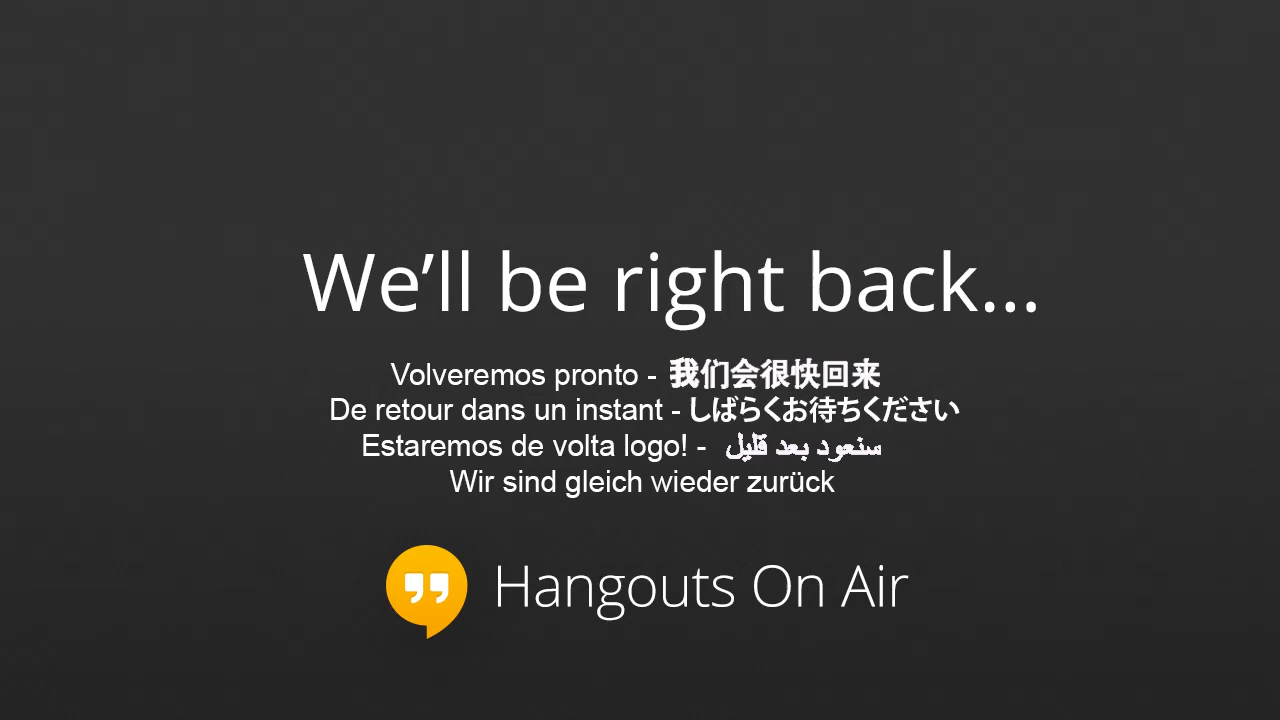 We’ll be right back...
Volveremos pronto - 我们会很快回来
De retour dans un instant - しばらくお待ちください
Estaremos de volta logo! - سنعود بعد قليل
Wir sind gleich wieder zurück
Hangouts On Air